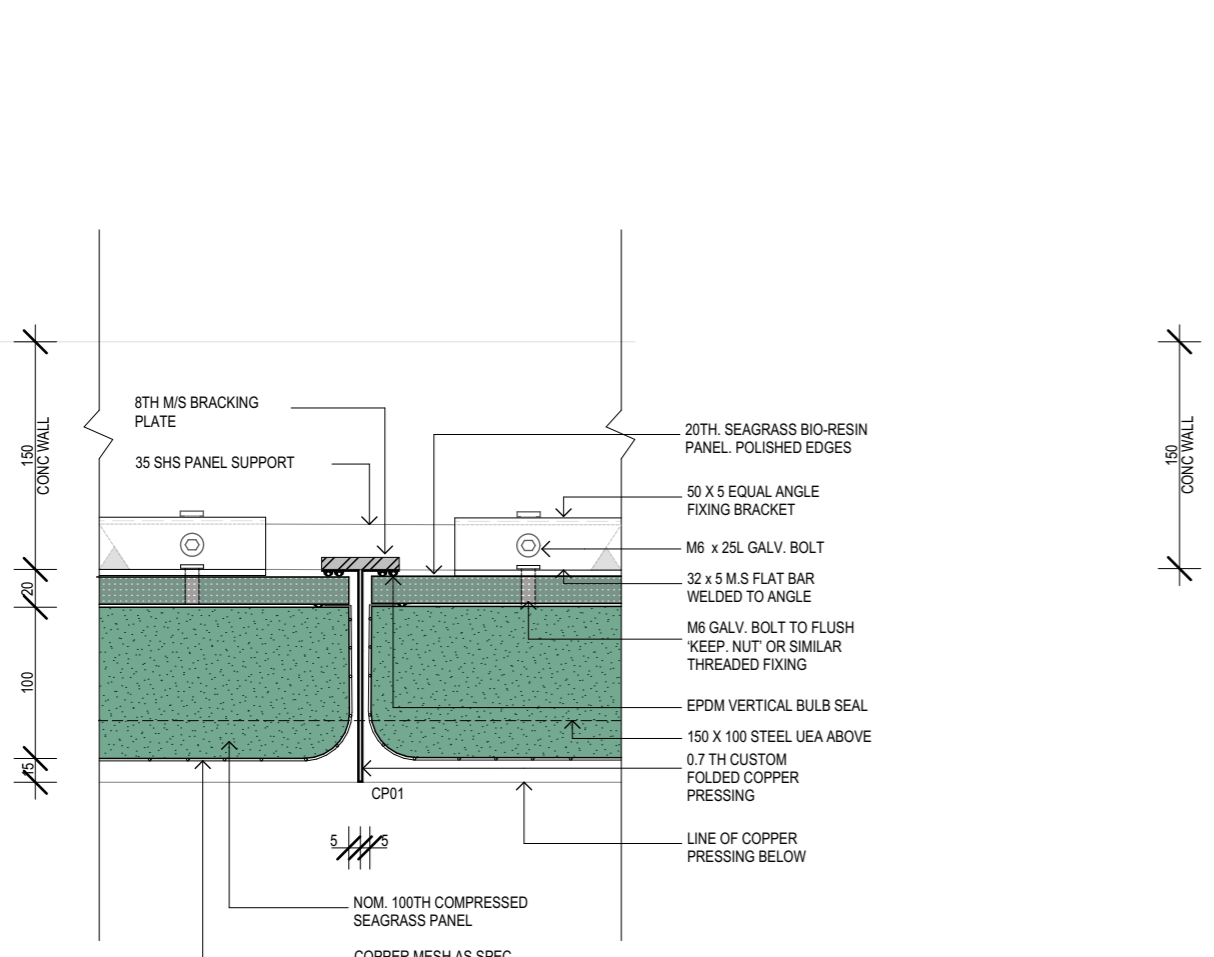 8TH M/S BRACKING
PLATE
35 SHS PANEL SUPPORT
150
CONC WALL
20
100
15
20TH. SEAGRASS BIO-RESIN
PANEL. POLISHED EDGES
50 X 5 EQUAL ANGLE
FIXING BRACKET
M6 x 25L GALV. BOLT
32 x 5 M.S FLAT BAR
WELDED TO ANGLE
M6 GALV. BOLT TO FLUSH
'KEEP. NUT' OR SIMILAR
THREADED FIXING
EPDM VERTICAL BULB SEAL
150 X 100 STEEL UEA ABOVE
0.7 TH CUSTOM
FOLDED COPPER
PRESSING
CP01
LINE OF COPPER
PRESSING BELOW
5
5
NOM. 100TH COMPRESSED
SEAGRASS PANEL
COPPER MESH AS SPEC
150
CONC WALL